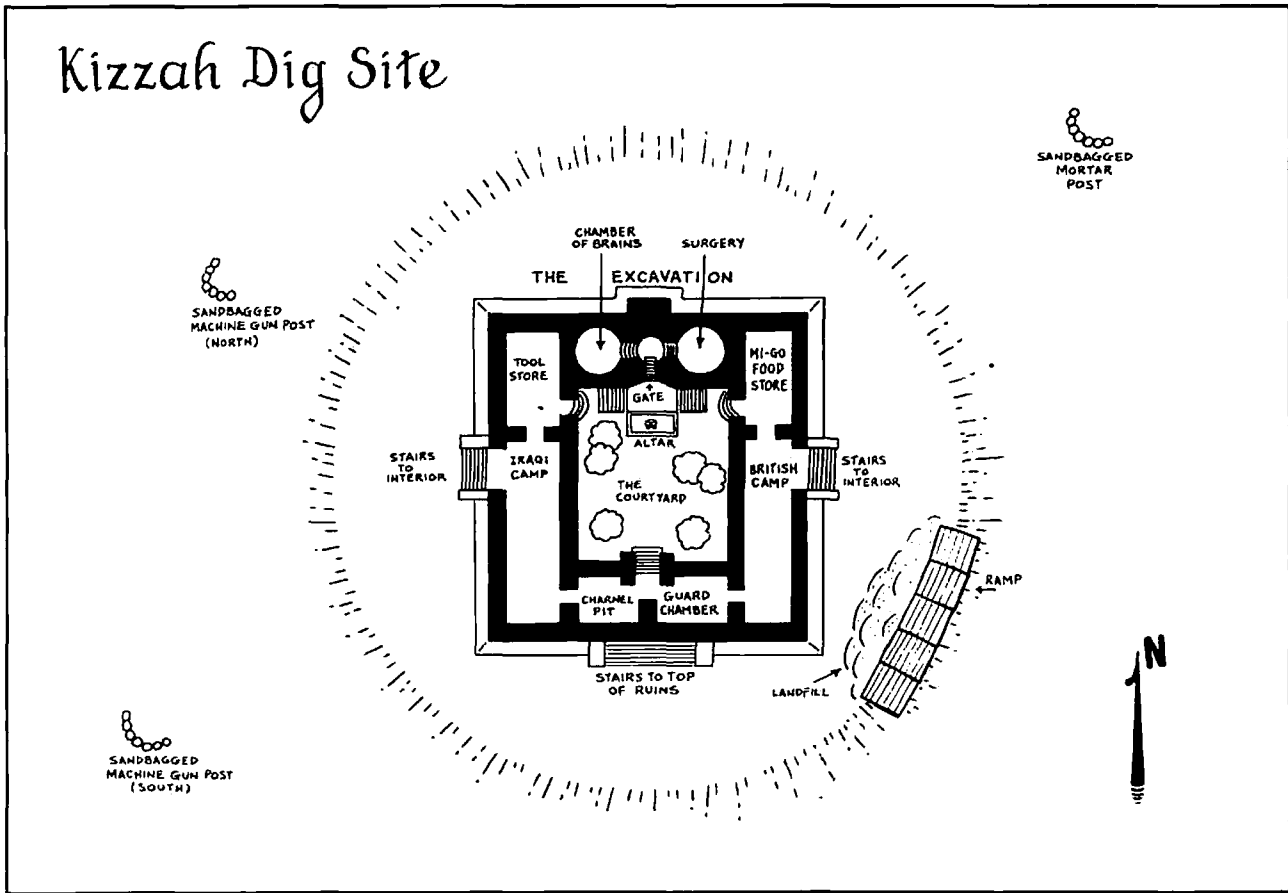 Kizzah Dig Site
SANDBAGGED
MORTAR
POST
CHAMBER
OF BRAINS
SURGERY
THE EXCAVATION
SANDBAGGED
MACHINE GUN POST
(NORTH)
TOOL
STORE
MI-GO
FOOD
STORE
GATE
ALTAR
STAIRS
TO
INTERIOR
IRAQI
CAMP
THE
COURTYARD
BRITISH
CAMP
STAIRS
TO
INTERIOR
RAMP
CHARNEL
PIT
GUARD
CHAMBER
STAIRS TO TOP
OF RUINS
LANDFILL
N
SANDBAGGED
MACHINE GUN POST
(SOUTH)